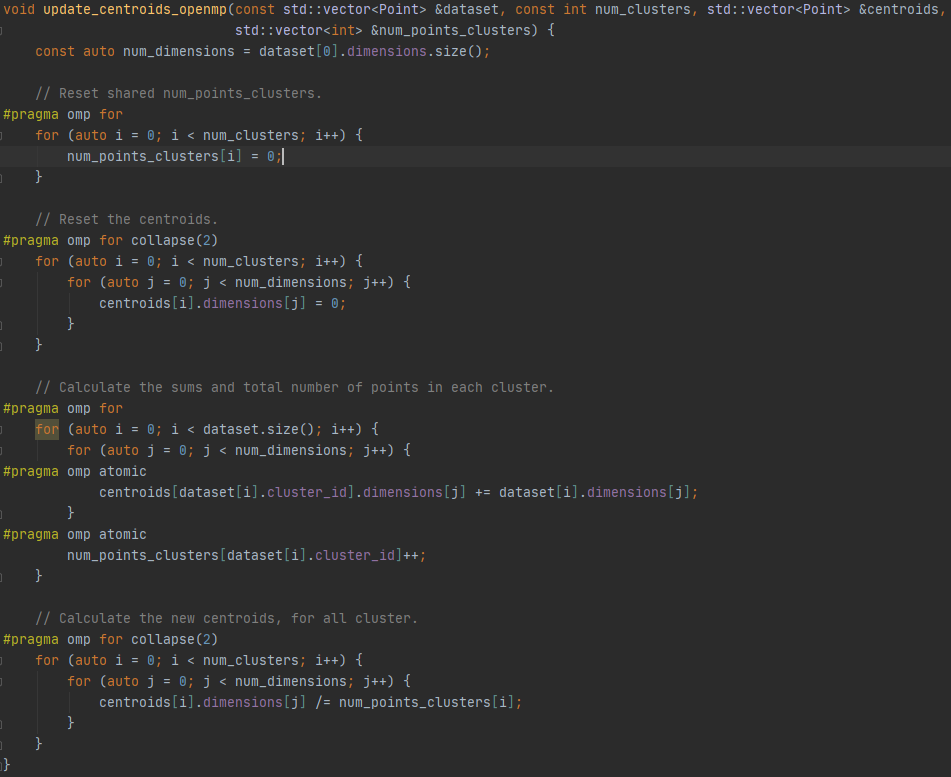 void update_centroids_openmp(const std::vector<Point> &dataset, const int num_clusters, std::vector<Point> &centroids,
                             std::vector<int> &num_points_clusters) {
    const auto num_dimensions = dataset[0].dimensions.size();

    // Reset shared num_points_clusters.
#pragma omp for
    for (auto i = 0; i < num_clusters; i++) {
        num_points_clusters[i] = 0;
    }

    // Reset the centroids.
#pragma omp for collapse(2)
    for (auto i = 0; i < num_clusters; i++) {
        for (auto j = 0; j < num_dimensions; j++) {
            centroids[i].dimensions[j] = 0;
        }
    }

    // Calculate the sums and total number of points in each cluster.
#pragma omp for
    for (auto i = 0; i < dataset.size(); i++) {
        for (auto j = 0; j < num_dimensions; j++) {
#pragma omp atomic
            centroids[dataset[i].cluster_id].dimensions[j] += dataset[i].dimensions[j];
        }
#pragma omp atomic
        num_points_clusters[dataset[i].cluster_id]++;
    }

    // Calculate the new centroids, for all cluster.
#pragma omp for collapse(2)
    for (auto i = 0; i < num_clusters; i++) {
        for (auto j = 0; j < num_dimensions; j++) {
            centroids[i].dimensions[j] /= num_points_clusters[i];
        }
    }
}